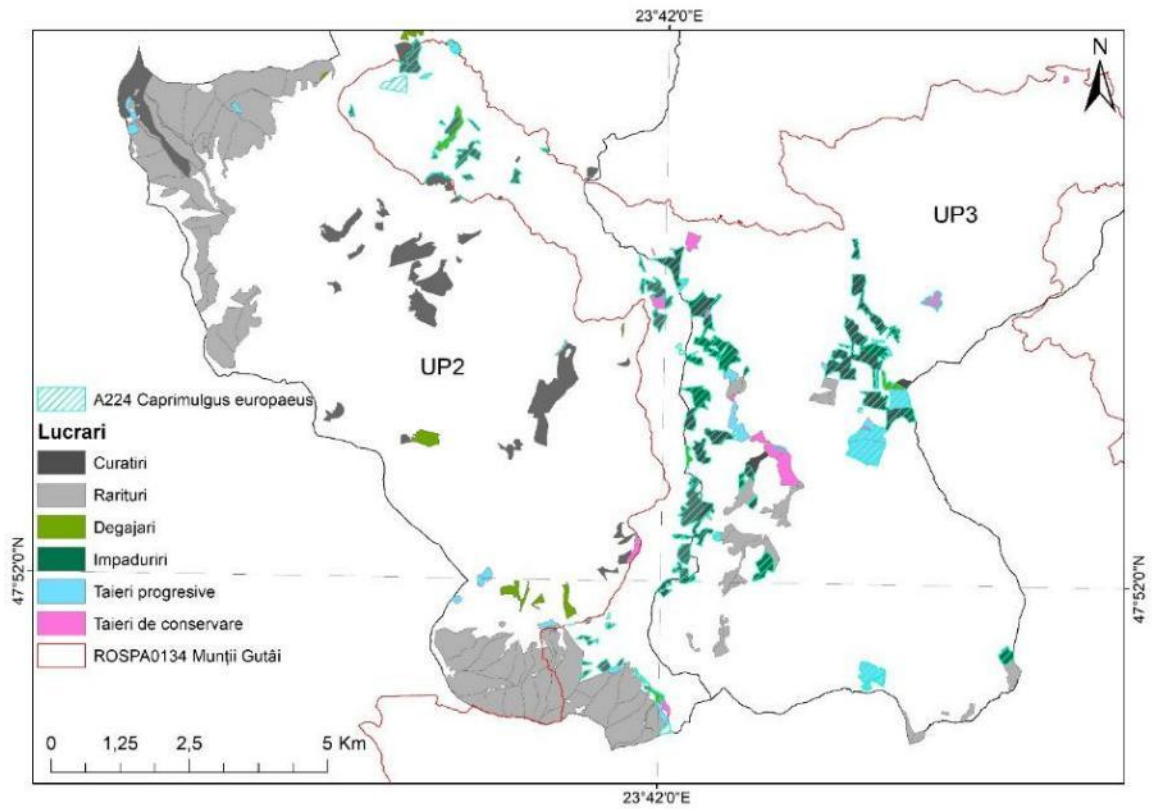 23°42'0"E
N
UP3
UP2
A224 Caprimulgus europaeus
Lucrari
Curatiri
Rarituri
Degajari
Impaduriri
Taieri progresive
Taieri de conservare
ROSPA0134 Munții Gutâi
47°52'0"N
47°52'0"N
0 1,25 2,5 5 Km
23°42'0"E